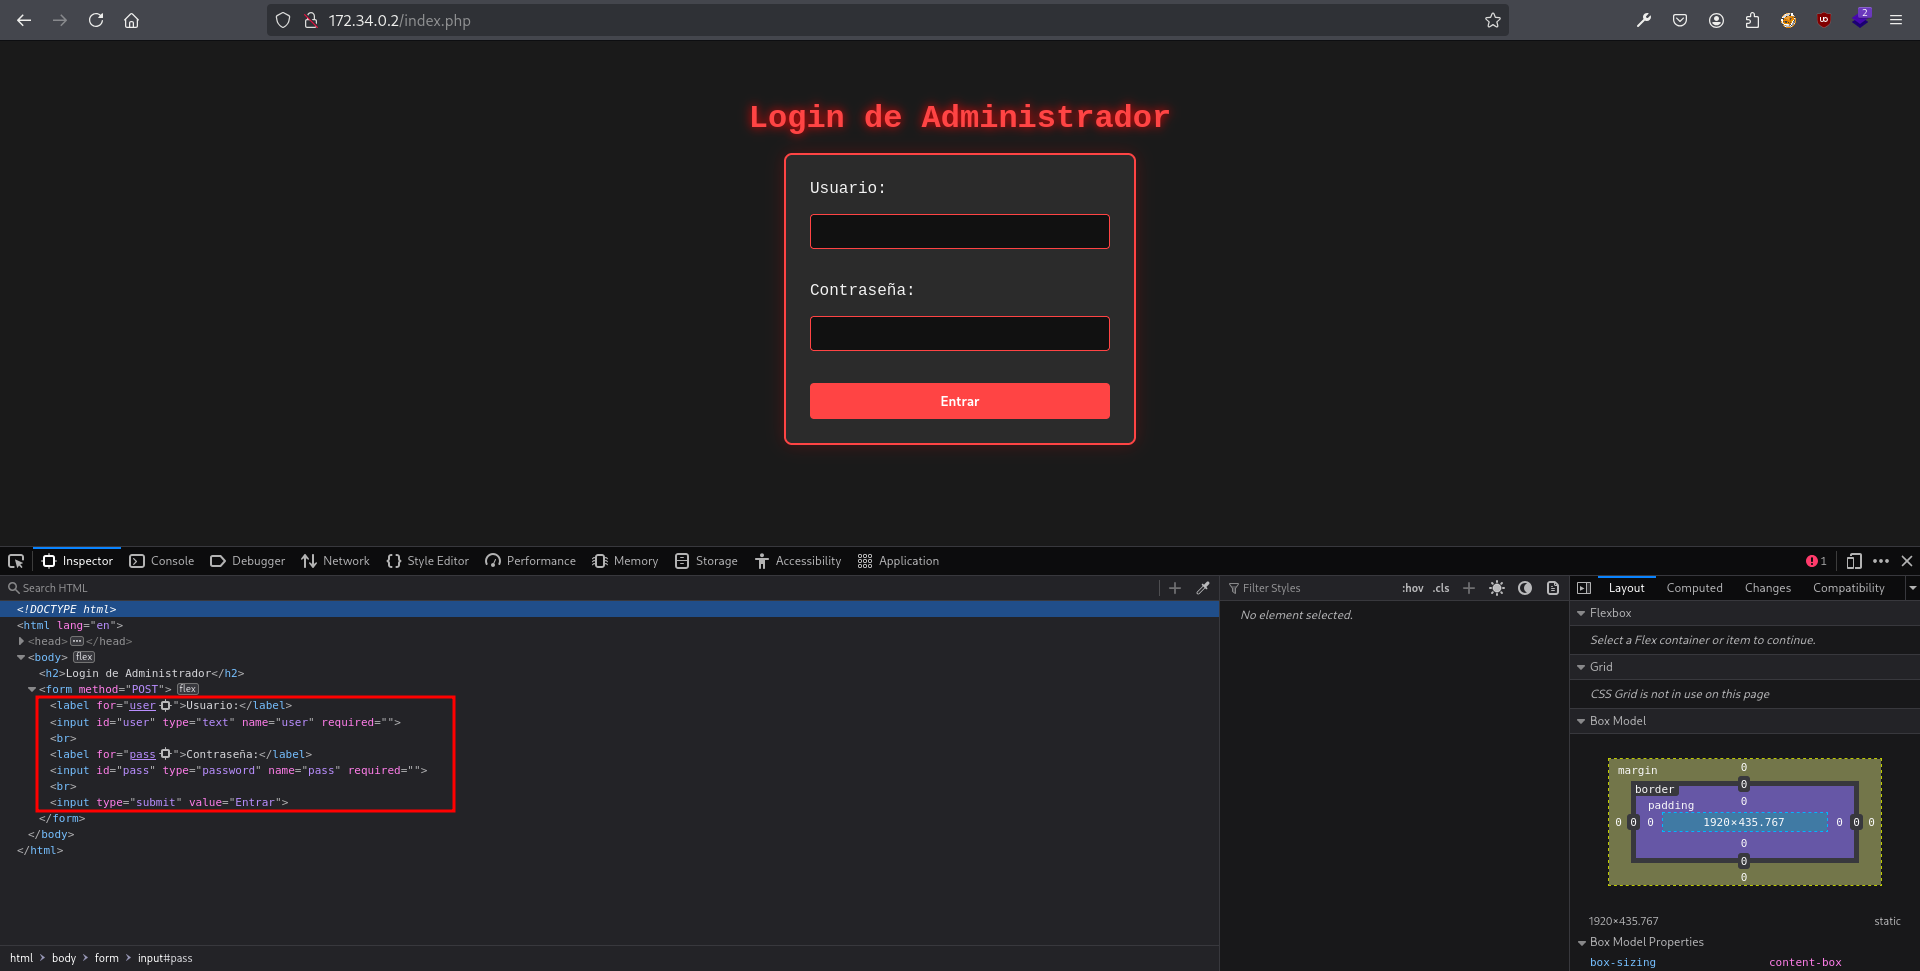 172.34.0.2/index.php
2
Login de Administrador
Usuario:
Contraseña:
Entrar
Inspector Console Debugger Network Style Editor Performance Memory Storage Accessibility Application 1
Search HTML
<!DOCTYPE html>
<html lang="en">
<head></head>
<body> flex
<h2>Login de Administrador</h2>
<form method="POST"> flex
<label for="user">Usuario:</label>
<input id="user" type="text" name="user" required="">
<br>
<label for="pass">Contraseña:</label>
<input id="pass" type="password" name="pass" required="">
<br>
<input type="submit" value="Entrar">
</form>
</body>
</html>
html body form input#pass
Filter Styles :hov .cls
No element selected.
Layout Computed Changes Compatibility
Flexbox
Select a Flex container or item to continue.
Grid
CSS Grid is not in use on this page
Box Model
margin 0
border 0
padding 0
0 0 0 1920×435.767 0 0 0
0
0
0
1920×435.767 static
Box Model Properties
box-sizing content-box